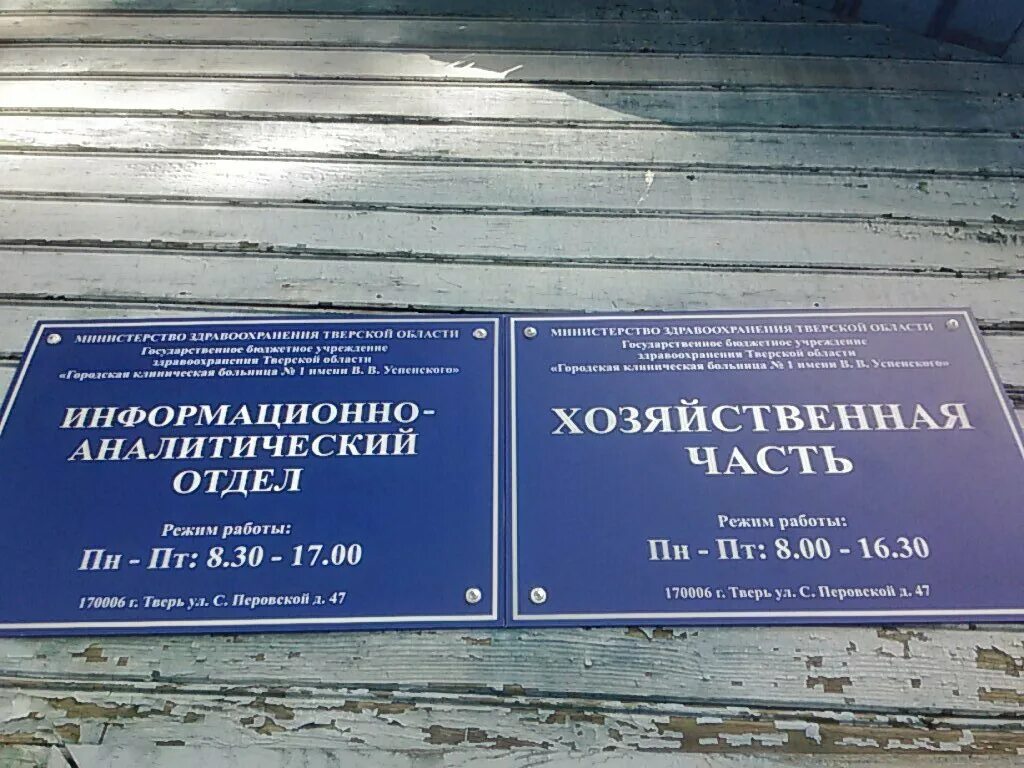 МИНИСТЕРСТВО ЗДРАВООХРАНЕНИЯ ТВЕРСКОЙ ОБЛАСТИ
Государственное бюджетное учреждение
здравоохранения Тверской области
«Городская клиническая больница № 1 имени В. В. Успенского»
ИНФОРМАЦИОННО-
АНАЛИТИЧЕСКИЙ
ОТДЕЛ
Режим работы:
Пн - Пт: 8.30 - 17.00
170006 г. Тверь ул. С. Перовской д. 47
МИНИСТЕРСТВО ЗДРАВООХРАНЕНИЯ ТВЕРСКОЙ ОБЛАСТИ
Государственное бюджетное учреждение
здравоохранения Тверской области
«Городская клиническая больница № 1 имени В. В. Успенского»
ХОЗЯЙСТВЕННАЯ
ЧАСТЬ
Режим работы:
Пн - Пт: 8.00 - 16.30
170006 г. Тверь ул. С. Перовской д. 47